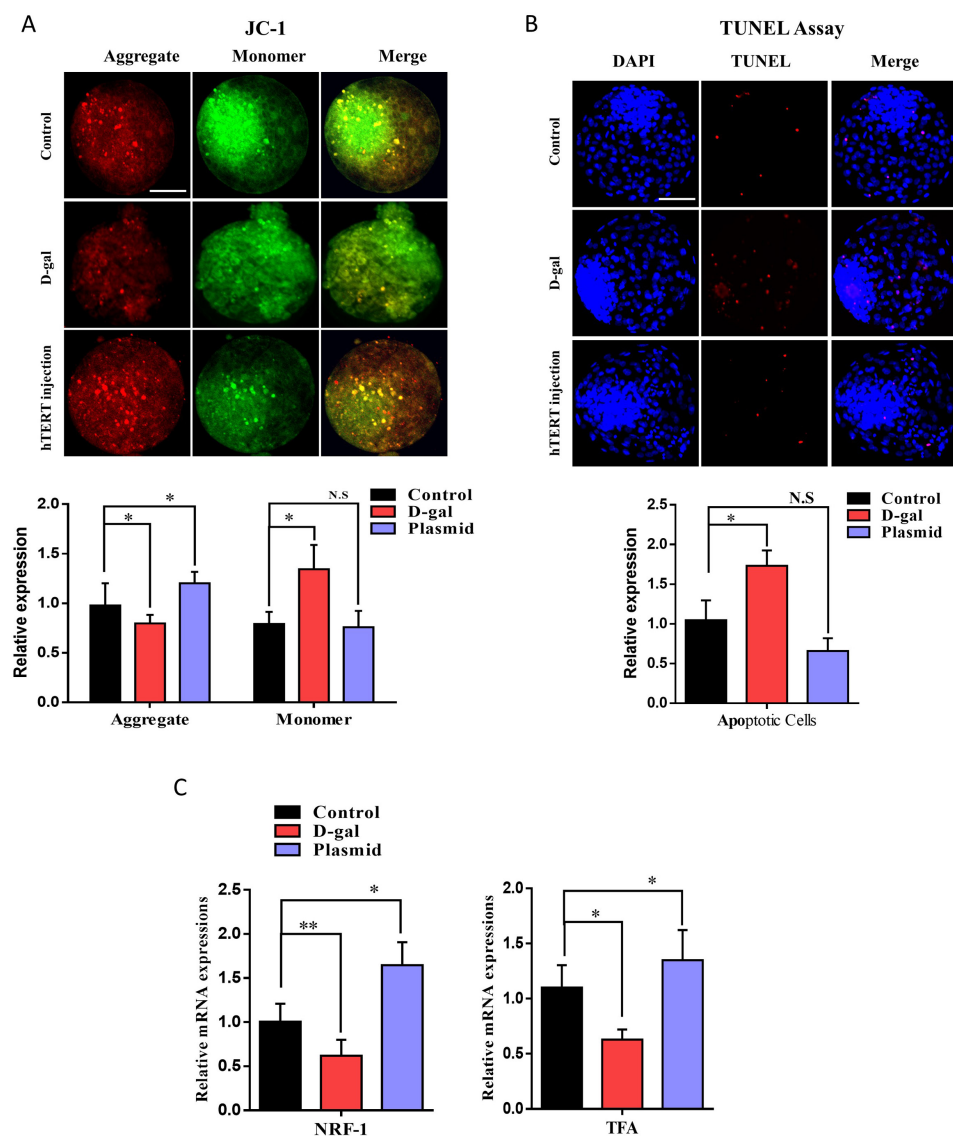 A
JC-1
Aggregate Monomer Merge
Control
D-gal
hTERT injection
2.0
1.5
1.0
0.5
0.0
Relative expression
* * * N.S
Control
D-gal
Plasmid
Aggregate Monomer
B
TUNEL Assay
DAPI TUNEL Merge
Control
D-gal
hTERT injection
2.5
2.0
1.5
1.0
0.5
0.0
Relative expression
* N.S
Control
D-gal
Plasmid
Apoptotic Cells
C
Control
D-gal
Plasmid
2.5
2.0
1.5
1.0
0.5
0.0
Relative mRNA expressions
** *
NRF-1
2.0
1.5
1.0
0.5
0.0
Relative mRNA expressions
* *
TFA